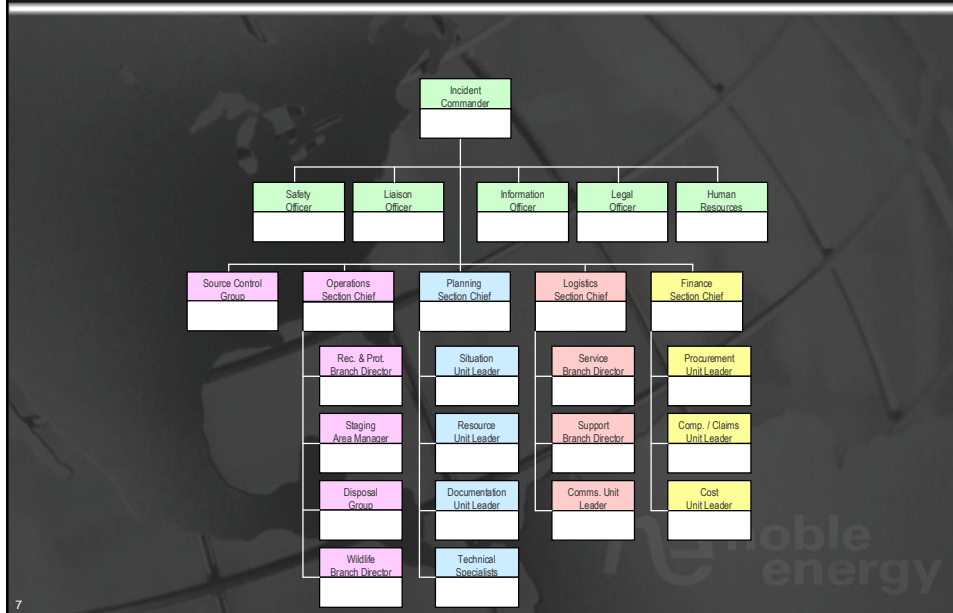 Incident
Commander
Safety
Officer
Liaison
Officer
Information
Officer
Legal
Officer
Human
Resources
Source Control
Group
Operations
Section Chief
Planning
Section Chief
Logistics
Section Chief
Finance
Section Chief
Rec. & Prot.
Branch Director
Situation
Unit Leader
Service
Branch Director
Procurement
Unit Leader
Staging
Area Manager
Resource
Unit Leader
Support
Branch Director
Comp. / Claims
Unit Leader
Disposal
Group
Documentation
Unit Leader
Comms. Unit
Leader
Cost
Unit Leader
Wildlife
Branch Director
Technical
Specialists
noble
energy
7